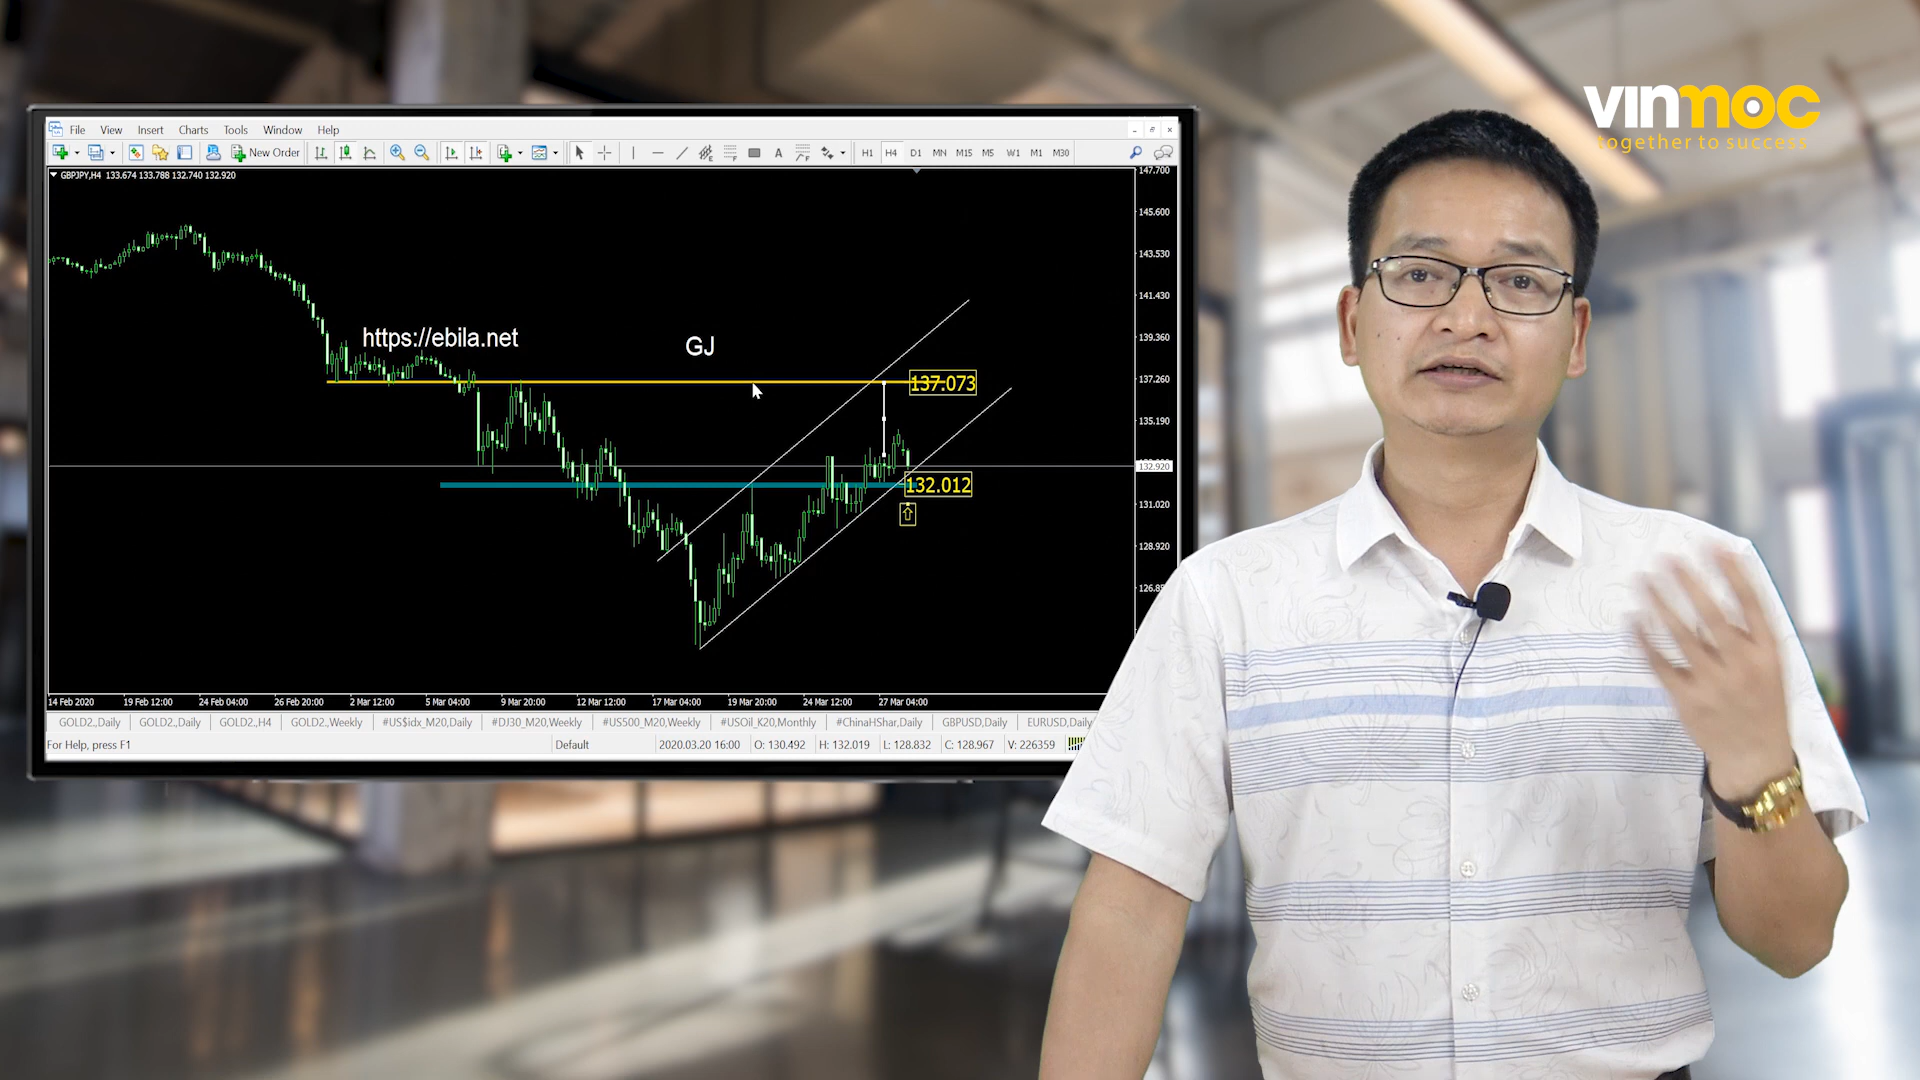 vinmoc
together to success
File View Insert Charts Tools Window Help
New Order H1 H4 D1 MN M15 M5 W1 M1 M30
GBPJPY,H4 133.674 133.788 132.740 132.920
147.700
145.600
143.530
141.430
https://ebila.net
GJ
139.360
137.260
137.073
135.190
132.920
132.012
131.020
128.920
14 Feb 2020 19 Feb 12:00 24 Feb 04:00 26 Feb 20:00 2 Mar 12:00 5 Mar 04:00 9 Mar 20:00 12 Mar 12:00 17 Mar 04:00 19 Mar 20:00 24 Mar 12:00 27 Mar 04:00
GOLD2.,Daily GOLD2.,Daily GOLD2.,H4 GOLD2.,Weekly #US$idx_M20,Daily #DJ30_M20,Weekly #US500_M20,Weekly #USOil_K20,Monthly #ChinaHShar,Daily GBPUSD,Daily EURUSD,Daily
For Help, press F1 Default 2020.03.20 16:00 O: 130.492 H: 132.019 L: 128.832 C: 128.967 V: 226359